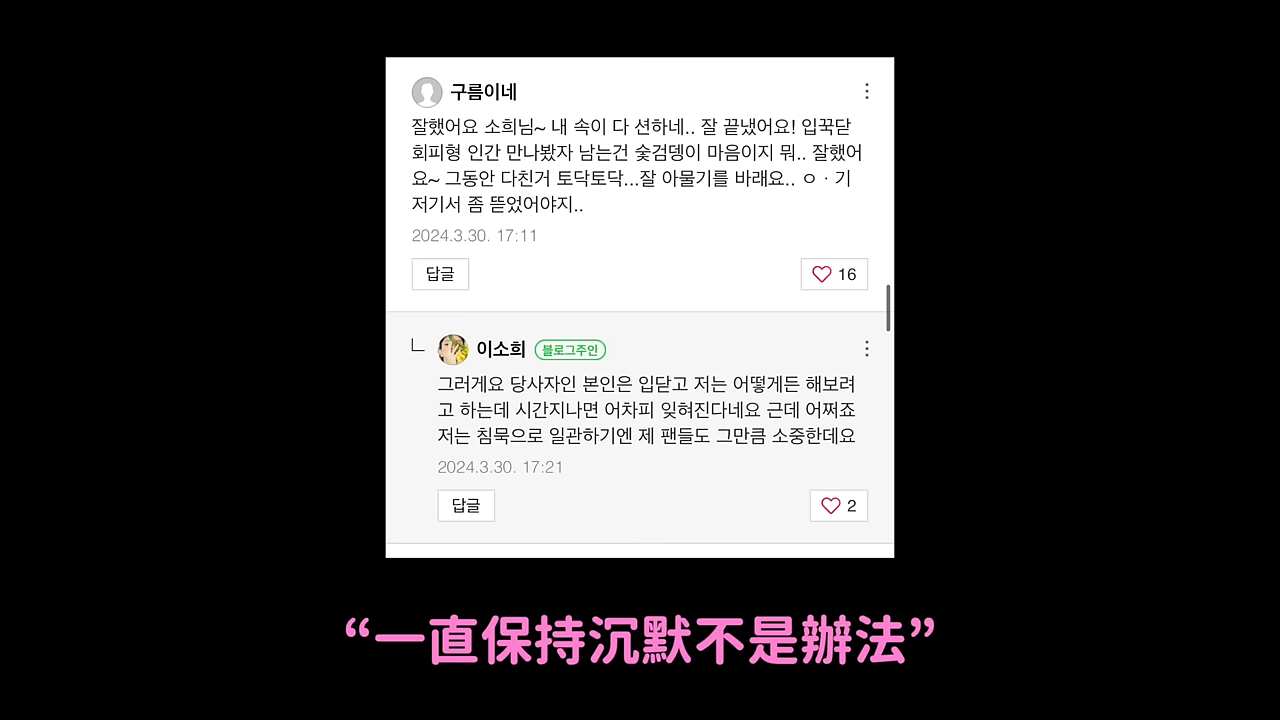 구름이네
잘했어요 소희님~ 내 속이 다 션하네.. 잘 끝냈어요! 입꾹닫
회피형 인간 만나봤자 남는건 숯검뎅이 마음이지 뭐.. 잘했어
요~ 그동안 다친거 토닥토닥...잘 아물기를 바래요.. ㅇㆍ기
저기서 좀 뜯었어야지..
2024.3.30. 17:11
답글
16
이소희 블로그주인
그러게요 당사자인 본인은 입닫고 저는 어떻게든 해보려
고 하는데 시간지나면 어차피 잊혀진다네요 근데 어쩌죠
저는 침묵으로 일관하기엔 제 팬들도 그만큼 소중한데요
2024.3.30. 17:21
답글
2
“一直保持沉默不是辦法”